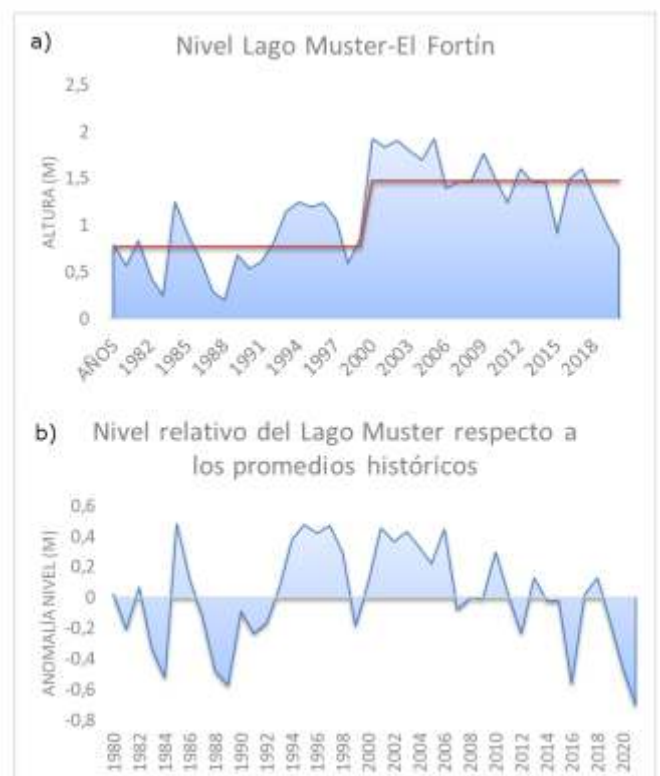 a)
Nivel Lago Muster-El Fortín
2,5
2
1,5
1
0,5
0
ALTURA (M)
AÑOS 1982 1985 1988 1991 1994 1997 2000 2003 2006 2009 2012 2015 2018
b)
Nivel relativo del Lago Muster respecto a
los promedios históricos
0,6
0,4
0,2
0
-0,2
-0,4
-0,6
-0,8
ANOMALÍA NIVEL (M)
1980 1982 1984 1986 1988 1990 1992 1994 1996 1998 2000 2002 2004 2006 2008 2010 2012 2014 2016 2018 2020